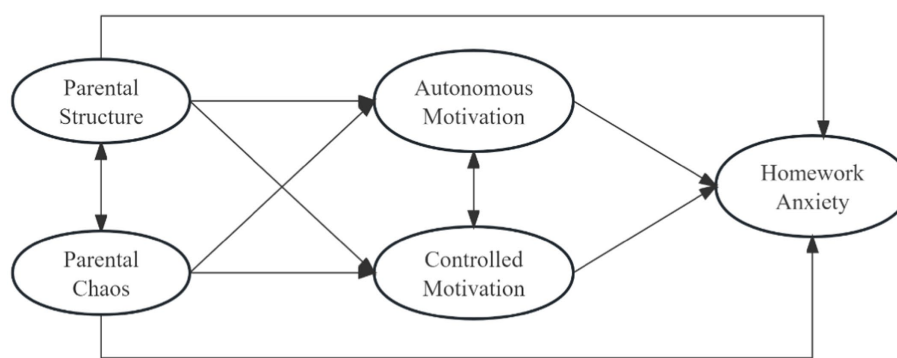 Parental
Structure
Autonomous
Motivation
Homework
Anxiety
Parental
Chaos
Controlled
Motivation